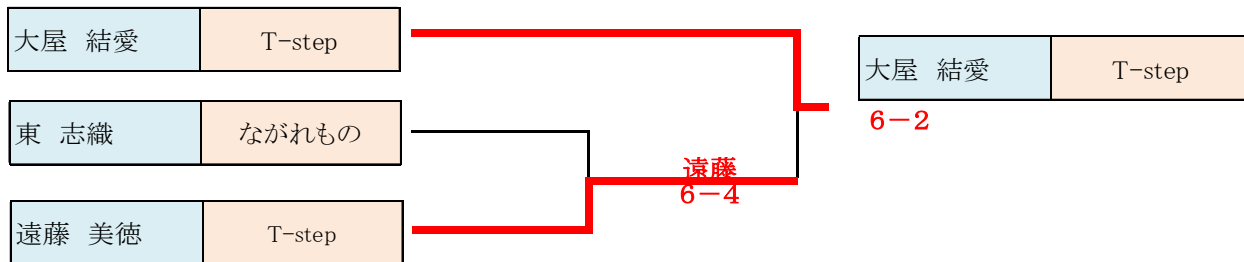 大屋 結愛 T-step
東 志織 ながれもの
遠藤 美徳 T-step
遠藤
6-4
大屋 結愛 T-step
6-2